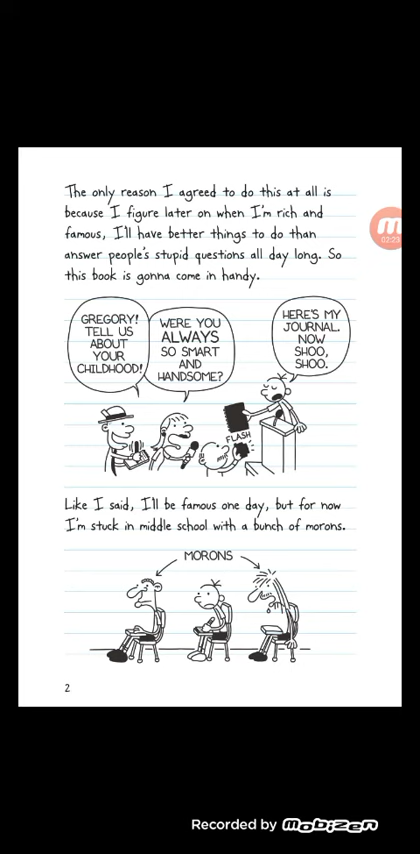 The only reason I agreed to do this at all is
because I figure later on when I'm rich and
famous, I'll have better things to do than
answer people's stupid questions all day long. So
this book is gonna come in handy.
GREGORY!
TELL US
ABOUT
YOUR
CHILDHOOD!
WERE YOU
ALWAYS
SO SMART
AND
HANDSOME?
HERE'S MY
JOURNAL.
NOW
SHOO,
SHOO.
FLASH
Like I said, I'll be famous one day, but for now
I'm stuck in middle school with a bunch of morons.
MORONS
2
M
02:23
Recorded by mobizen